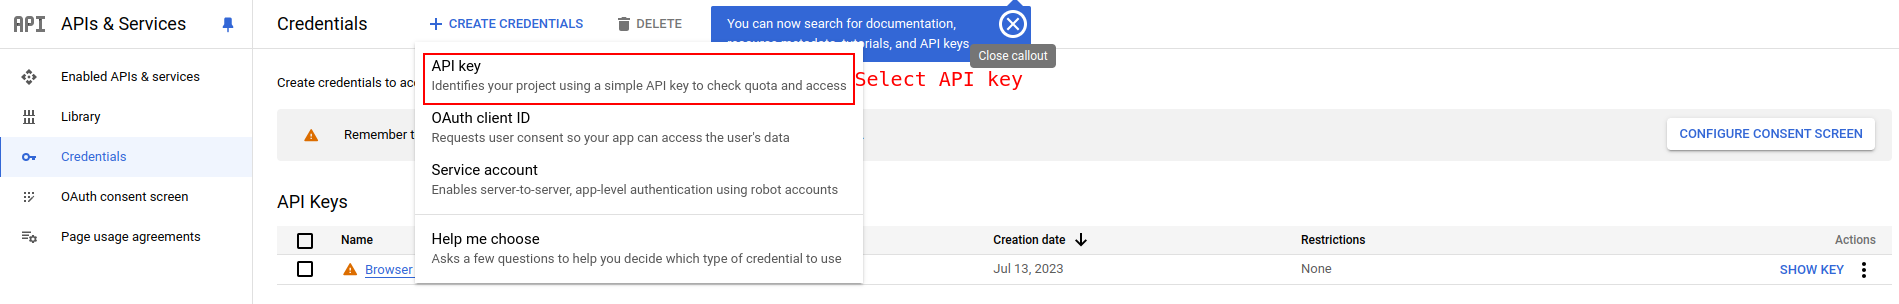 API APIs & Services
Enabled APIs & services
Library
Credentials
OAuth consent screen
Page usage agreements
Credentials
CREATE CREDENTIALS
DELETE
You can now search for documentation,
tutorials, and API keys
Close callout
Create credentials to
API key
Identifies your project using a simple API key to check quota and access
Select API key
OAuth client ID
Requests user consent so your app can access the user's data
Service account
Enables server-to-server, app-level authentication using robot accounts
Help me choose
Asks a few questions to help you decide which type of credential to use
Remember
CONFIGURE CONSENT SCREEN
API Keys
Name
Creation date
Restrictions
Actions
Browser
Jul 13, 2023
None
SHOW KEY